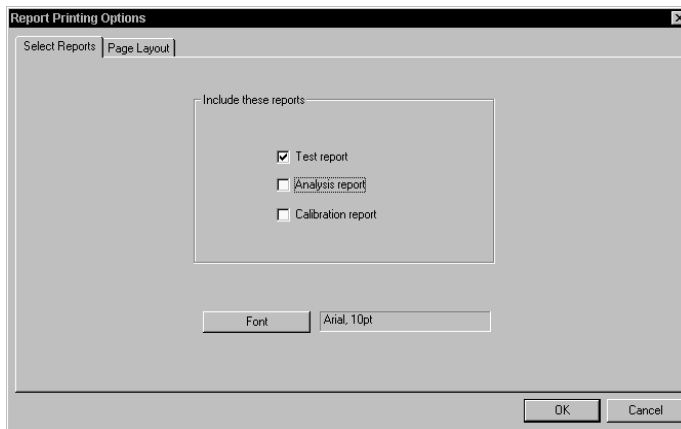 Report Printing Options
Select Reports Page Layout
Include these reports
Test report
Analysis report
Calibration report
Font Arial, 10pt
OK Cancel